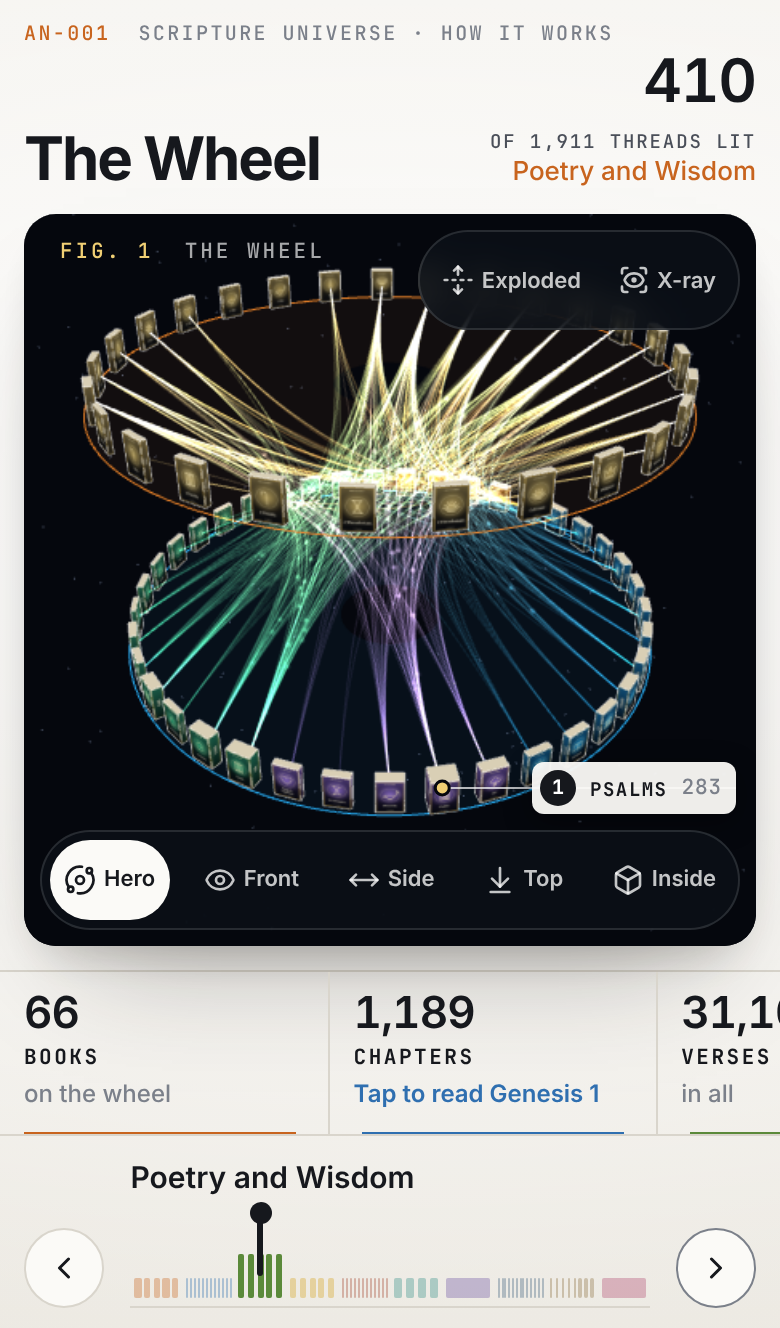 AN-001 SCRIPTURE UNIVERSE · HOW IT WORKS
410
The Wheel
OF 1,911 THREADS LIT
Poetry and Wisdom
FIG. 1 THE WHEEL
Exploded X-ray
1 PSALMS 283
Hero Front Side Top Inside
66
BOOKS
on the wheel
1,189
CHAPTERS
Tap to read Genesis 1
VERSES
in all
Poetry and Wisdom